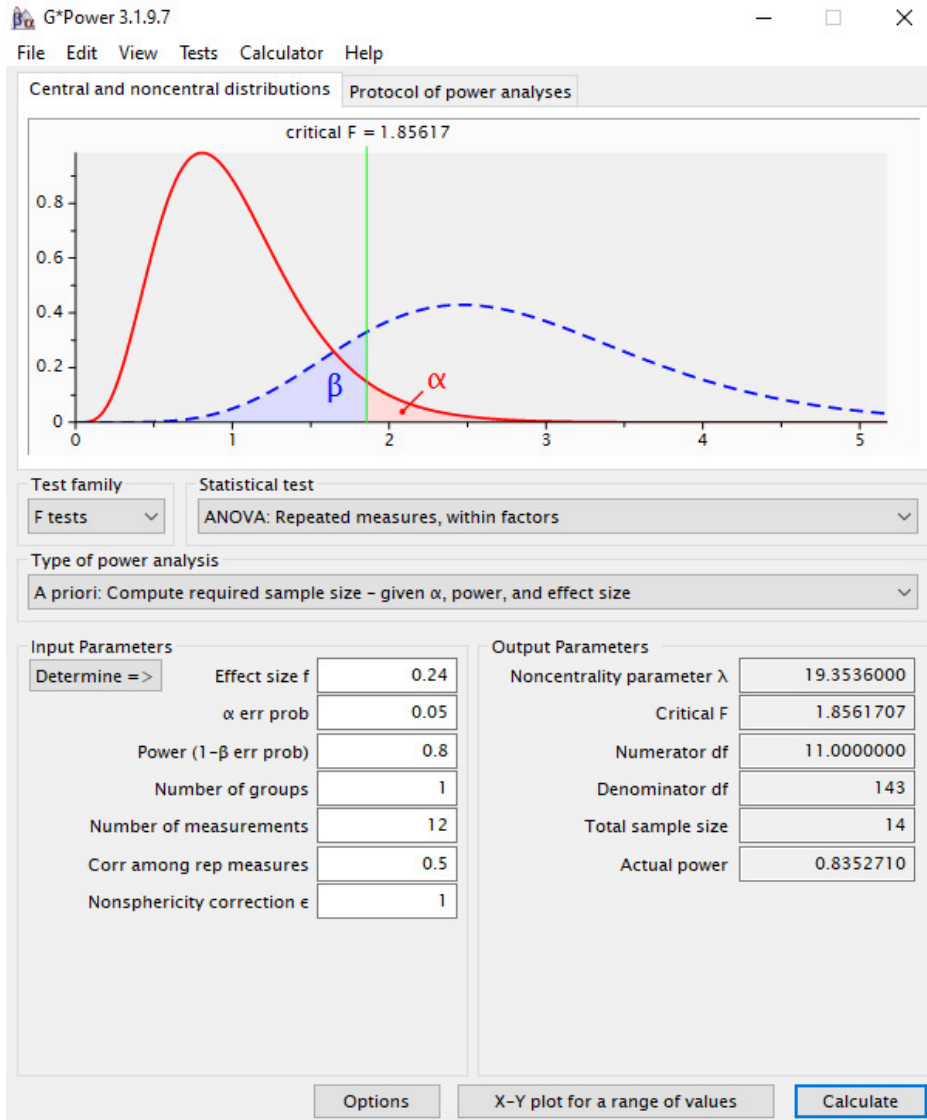 G*Power 3.1.9.7
File Edit View Tests Calculator Help
Central and noncentral distributions Protocol of power analyses
critical F = 1.85617
0.8
0.6
0.4
0.2
0
β
α
0 1 2 3 4 5
Test family Statistical test
F tests ANOVA: Repeated measures, within factors
Type of power analysis
A priori: Compute required sample size – given α, power, and effect size
Input Parameters Output Parameters
Determine => Effect size f 0.24 Noncentrality parameter λ 19.3536000
α err prob 0.05 Critical F 1.8561707
Power (1-β err prob) 0.8 Numerator df 11.0000000
Number of groups 1 Denominator df 143
Number of measurements 12 Total sample size 14
Corr among rep measures 0.5 Actual power 0.8352710
Nonsphericity correction ϵ 1
Options X-Y plot for a range of values Calculate